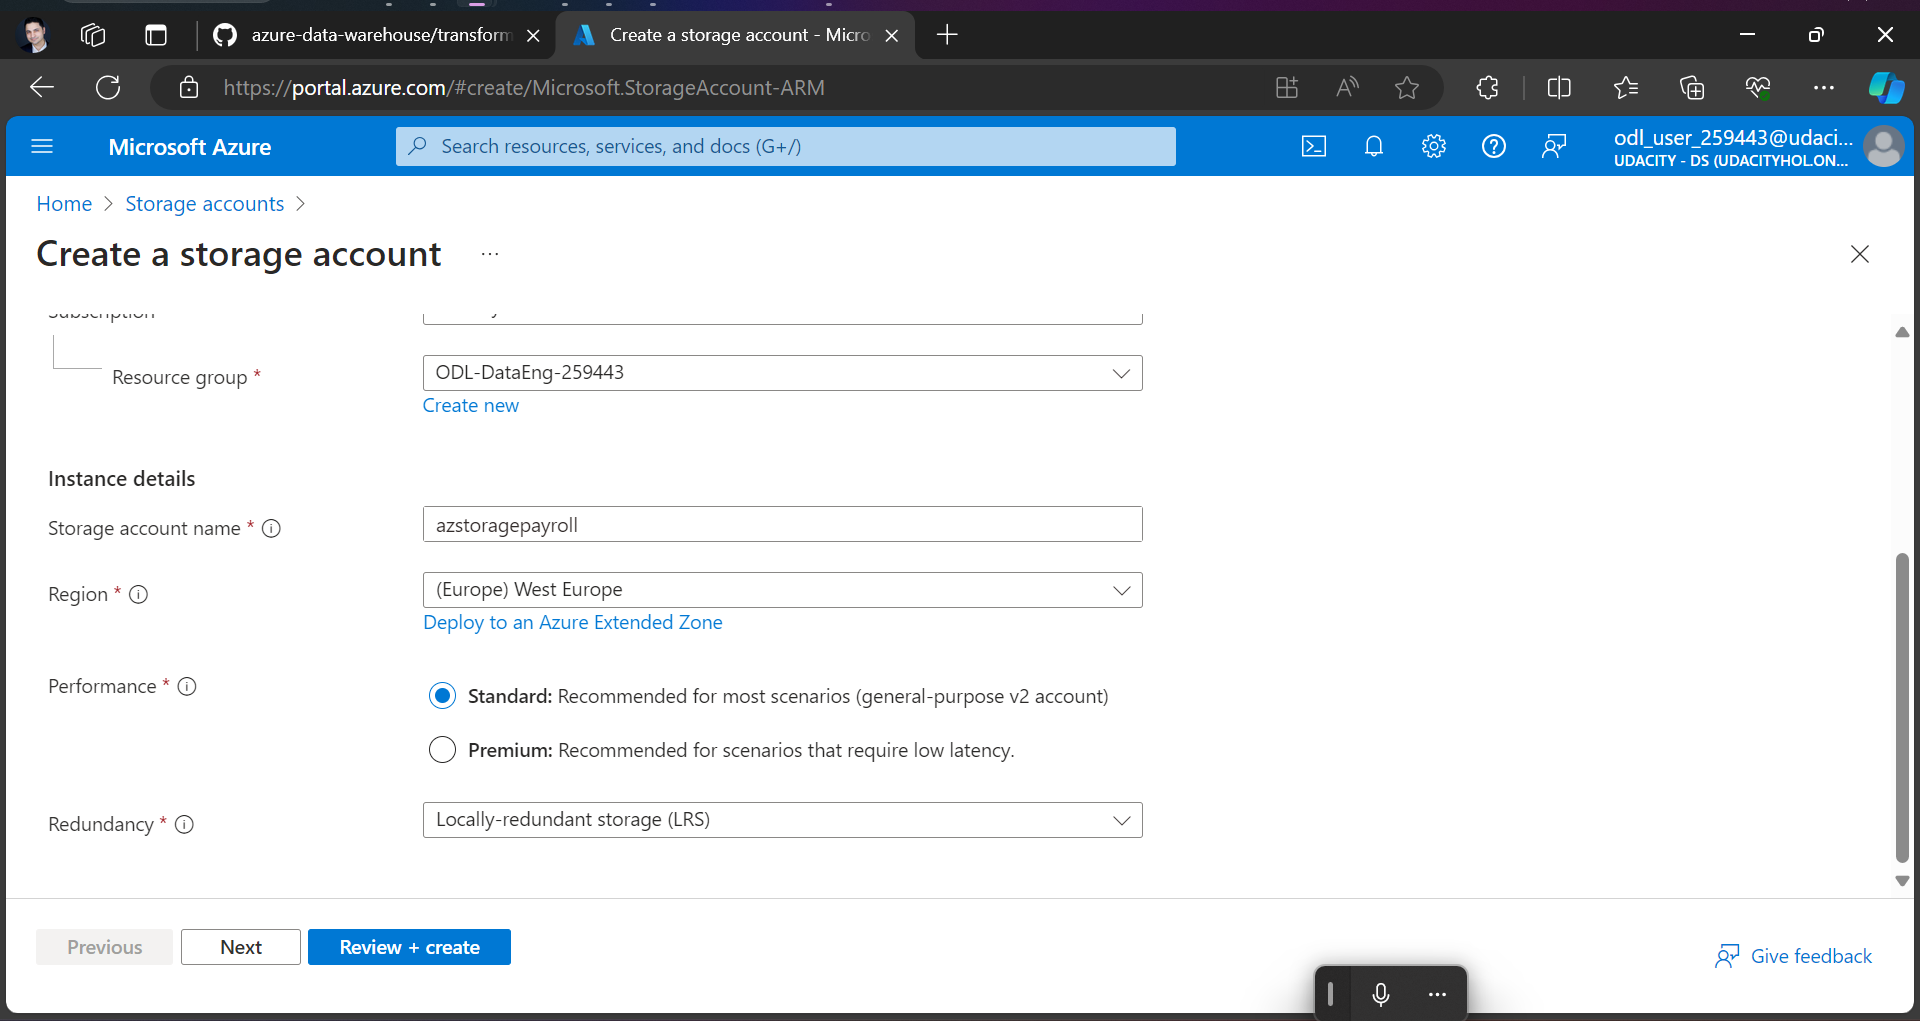 azure-data-warehouse/transform
Create a storage account - Micro
https://portal.azure.com/#create/Microsoft.StorageAccount-ARM
Microsoft Azure
Search resources, services, and docs (G+/)
odl_user_259443@udaci...
UDACITY - DS (UDACITYHOL.ON...
Home > Storage accounts >
Create a storage account ...
Subscription
Resource group *
ODL-DataEng-259443
Create new
Instance details
Storage account name *
azstoragepayroll
Region *
(Europe) West Europe
Deploy to an Azure Extended Zone
Performance *
Standard: Recommended for most scenarios (general-purpose v2 account)
Premium: Recommended for scenarios that require low latency.
Redundancy *
Locally-redundant storage (LRS)
Previous
Next
Review + create
Give feedback